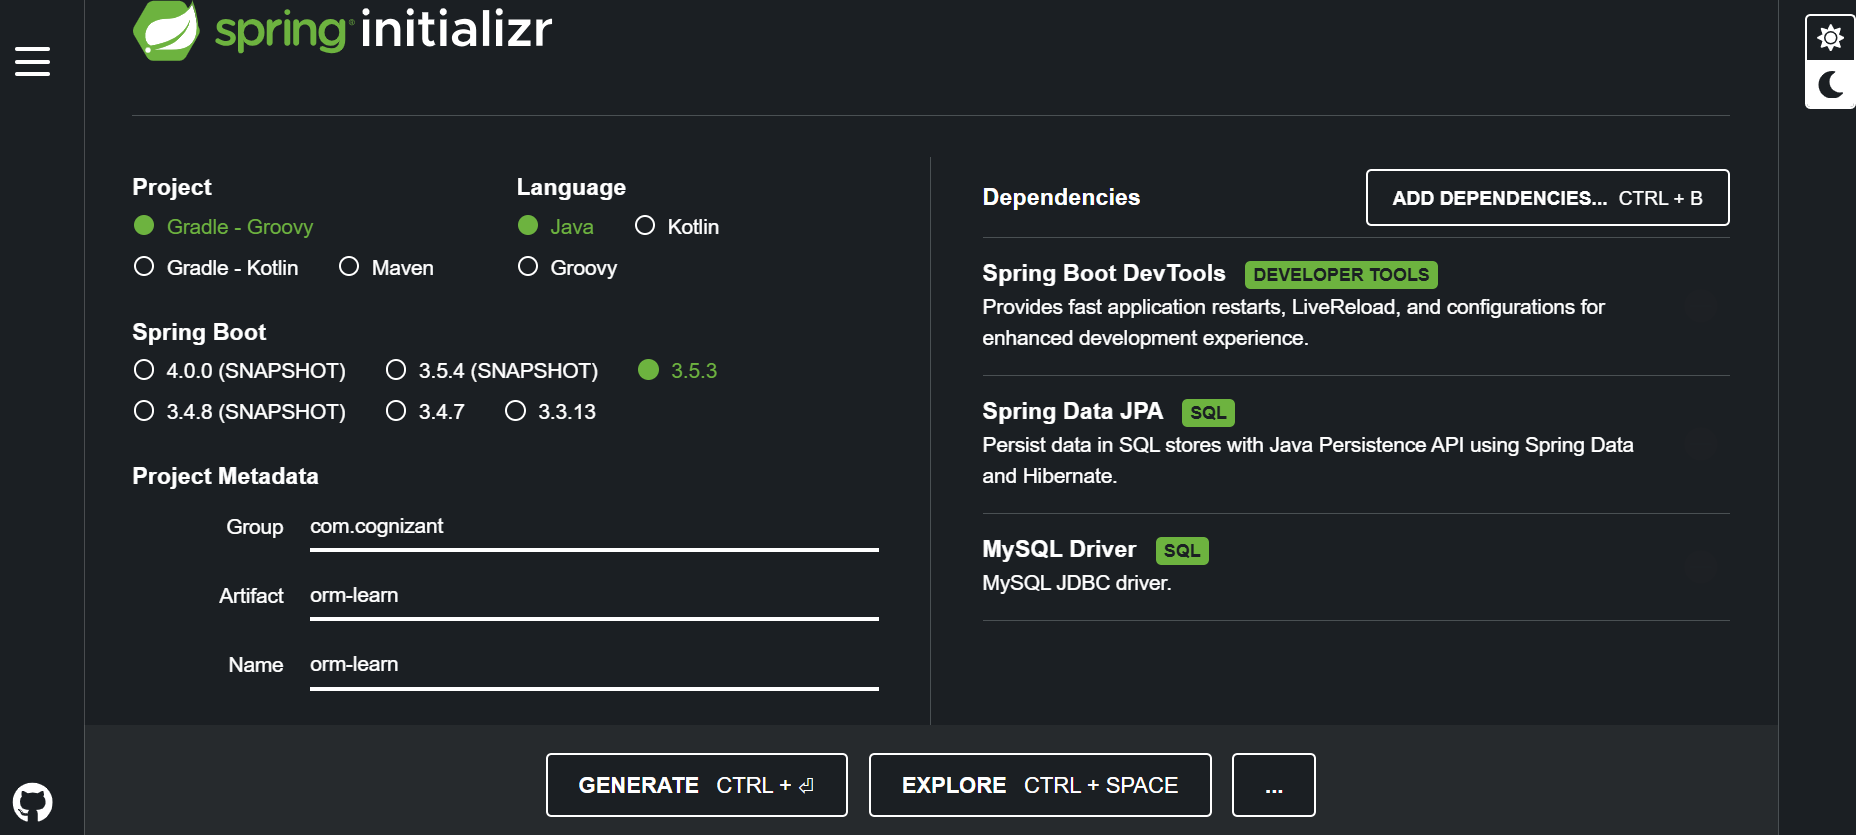 spring initializr
Project
Gradle - Groovy
Gradle - Kotlin Maven
Language
Java Kotlin
Groovy
Spring Boot
4.0.0 (SNAPSHOT) 3.5.4 (SNAPSHOT) 3.5.3
3.4.8 (SNAPSHOT) 3.4.7 3.3.13
Project Metadata
Group com.cognizant
Artifact orm-learn
Name orm-learn
Dependencies ADD DEPENDENCIES... CTRL + B
Spring Boot DevTools DEVELOPER TOOLS
Provides fast application restarts, LiveReload, and configurations for
enhanced development experience.
Spring Data JPA SQL
Persist data in SQL stores with Java Persistence API using Spring Data
and Hibernate.
MySQL Driver SQL
MySQL JDBC driver.
GENERATE CTRL + ⏎ EXPLORE CTRL + SPACE ...